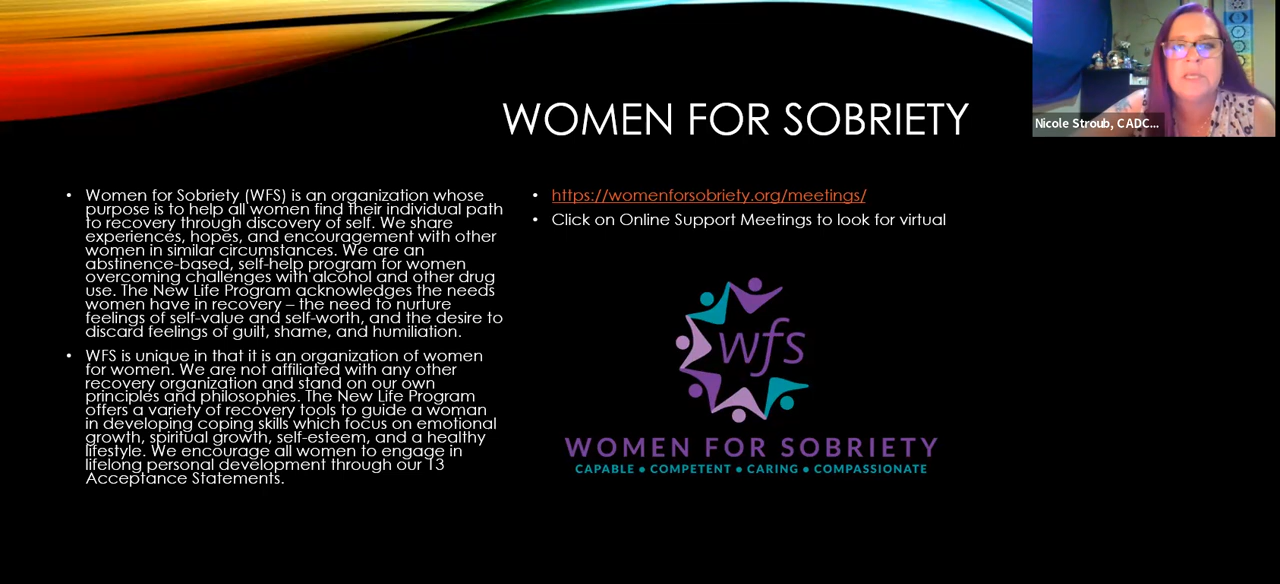 WOMEN FOR SOBRIETY
Nicole Stroub, CADC...
• Women for Sobriety (WFS) is an organization whose
purpose is to help all women find their individual path
to recovery through discovery of self. We share
experiences, hopes, and encouragement with other
women in similar circumstances. We are an
abstinence-based, self-help program for women
overcoming challenges with alcohol and other drug
use. The New Life Program acknowledges the needs
women have in recovery – the need to nurture
feelings of self-value and self-worth, and the desire to
discard feelings of guilt, shame, and humiliation.
• WFS is unique in that it is an organization of women
for women. We are not affiliated with any other
recovery organization and stand on our own
principles and philosophies. The New Life Program
offers a variety of recovery tools to guide a woman
in developing coping skills which focus on emotional
growth, spiritual growth, self-esteem, and a healthy
lifestyle. We encourage all women to engage in
lifelong personal development through our 13
Acceptance Statements.
• https://womenforsobriety.org/meetings/
• Click on Online Support Meetings to look for virtual
wfs
WOMEN FOR SOBRIETY
CAPABLE • COMPETENT • CARING • COMPASSIONATE